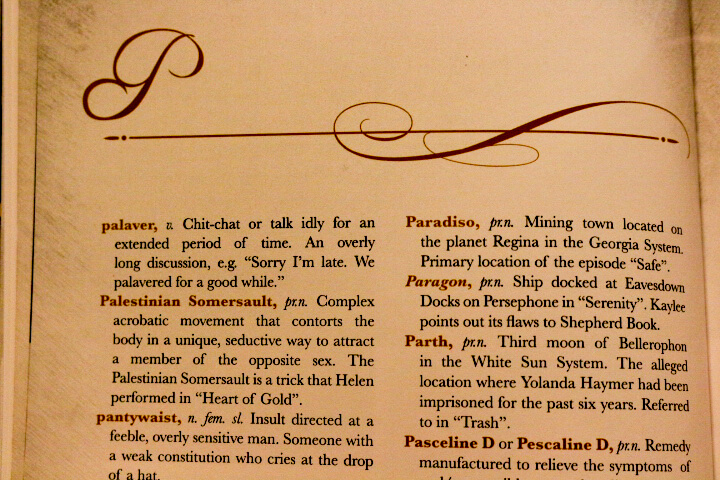 P
palaver, v. Chit-chat or talk idly for an
extended period of time. An overly
long discussion, e.g. “Sorry I’m late. We
palavered for a good while.”
Palestinian Somersault, pr.n. Complex
acrobatic movement that contorts the
body in a unique, seductive way to attract
a member of the opposite sex. The
Palestinian Somersault is a trick that Helen
performed in “Heart of Gold”.
pantywaist, n. fem. sl. Insult directed at a
feeble, overly sensitive man. Someone with
a weak constitution who cries at the drop
of a hat.
Paradiso, pr.n. Mining town located on
the planet Regina in the Georgia System.
Primary location of the episode “Safe”.
Paragon, pr.n. Ship docked at Eavesdown
Docks on Persephone in “Serenity”. Kaylee
points out its flaws to Shepherd Book.
Parth, pr.n. Third moon of Bellerophon
in the White Sun System. The alleged
location where Yolanda Haymer had been
imprisoned for the past six years. Referred
to in “Trash”.
Pasceline D or Pescaline D, pr.n. Remedy
manufactured to relieve the symptoms of